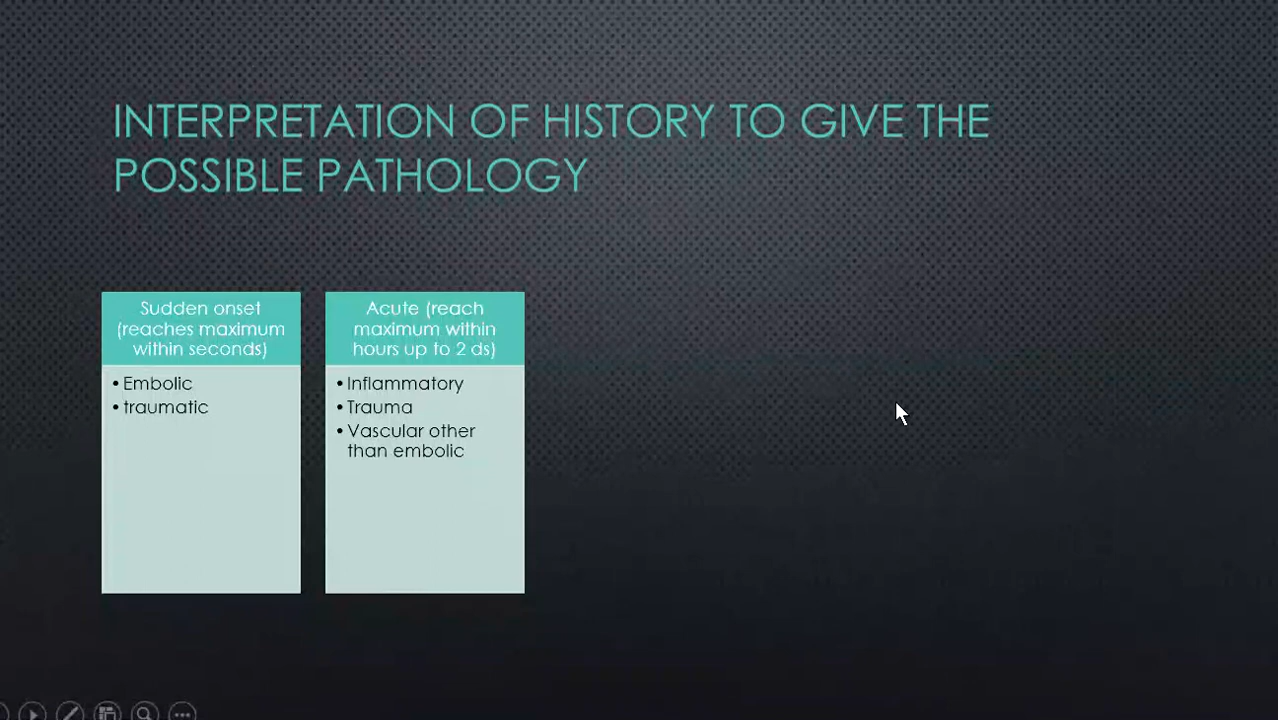 INTERPRETATION OF HISTORY TO GIVE THE
POSSIBLE PATHOLOGY
Sudden onset
(reaches maximum
within seconds)
• Embolic
• traumatic
Acute (reach
maximum within
hours up to 2 ds)
• Inflammatory
• Trauma
• Vascular other
than embolic